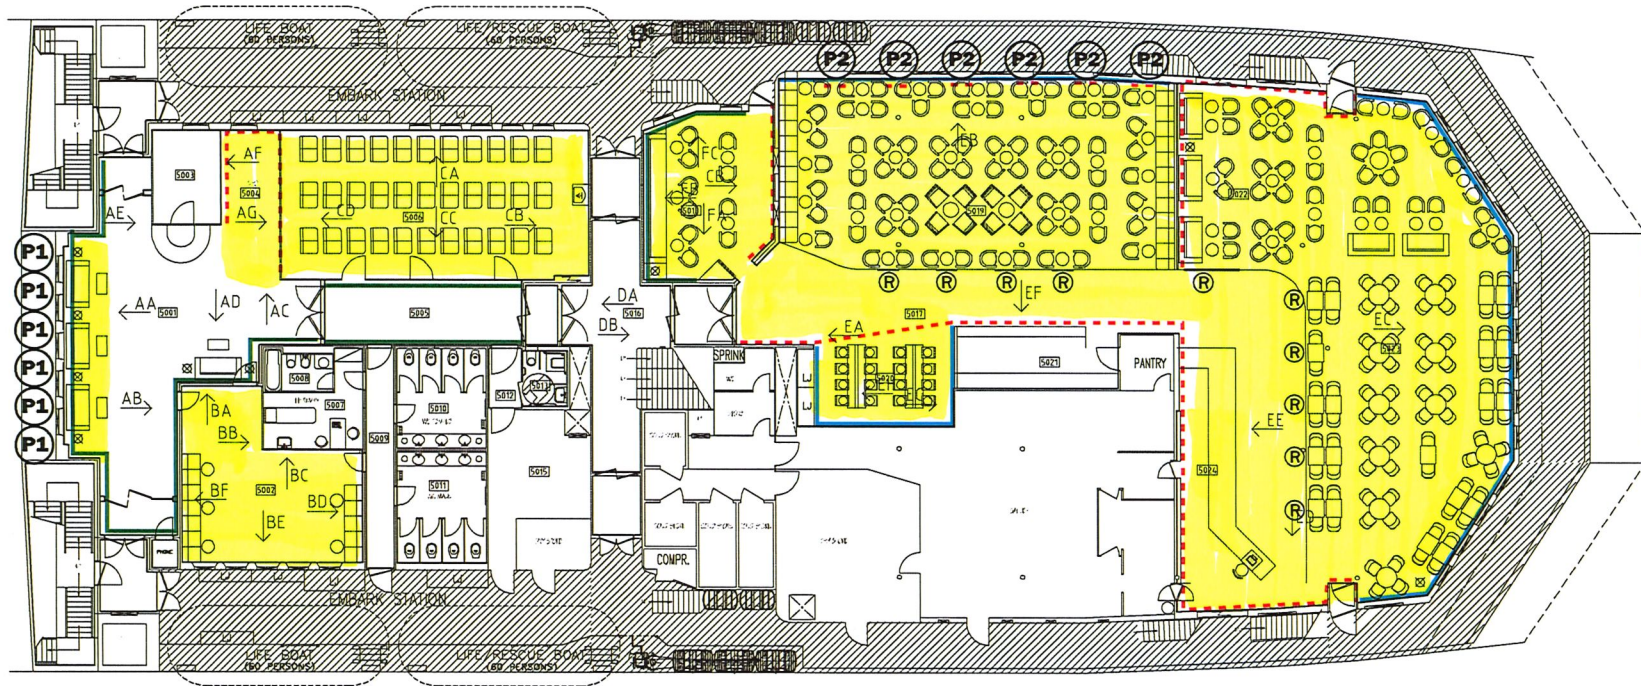 LIFE BOAT
(60 PERSONS)
LIFE/RESCUE BOAT
(60 PERSONS)
P2 P2 P2 P2 P2 P2
EMBARK STATION
AF
5003
5004
AG
AE
CA
CD
5006
CC
CB
FC
CB
FB
FA
EB
5019
5022
P1
P1
P1
P1
P1
P1
AA
5001
AD
AC
5005
DA
5016
DB
R R R R R
R
EF
5017
EA
EC
5023
5008
5007
5010
5012
5013
SPRINK
5020
5021
PANTRY
R
R
R
R
AB
BA
BB
BC
BF
5002
BD
BE
5009
5011
5015
EE
5024
PHONE
COMPR.
EMBARK STATION
LIFE BOAT
(60 PERSONS)
LIFE/RESCUE BOAT
(60 PERSONS)